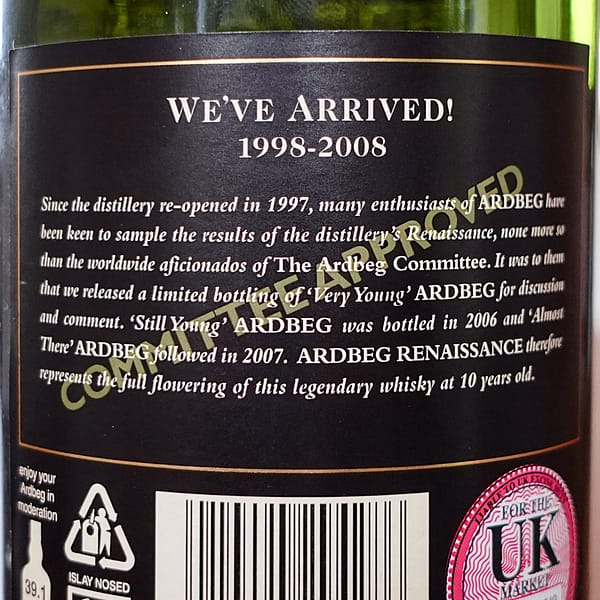 WE'VE ARRIVED!
1998-2008
Since the distillery re-opened in 1997, many enthusiasts of ARDBEG have
been keen to sample the results of the distillery's Renaissance, none more so
than the worldwide aficionados of The Ardbeg Committee. It was to them
that we released a limited bottling of 'Very Young' ARDBEG for discussion
and comment. 'Still Young' ARDBEG was bottled in 2006 and 'Almost
There' ARDBEG followed in 2007. ARDBEG RENAISSANCE therefore
represents the full flowering of this legendary whisky at 10 years old.
COMMITTEE APPROVED
enjoy your
Ardbeg in
moderation
39.1
ISLAY NOSED
FOR THE
UK
MARKET